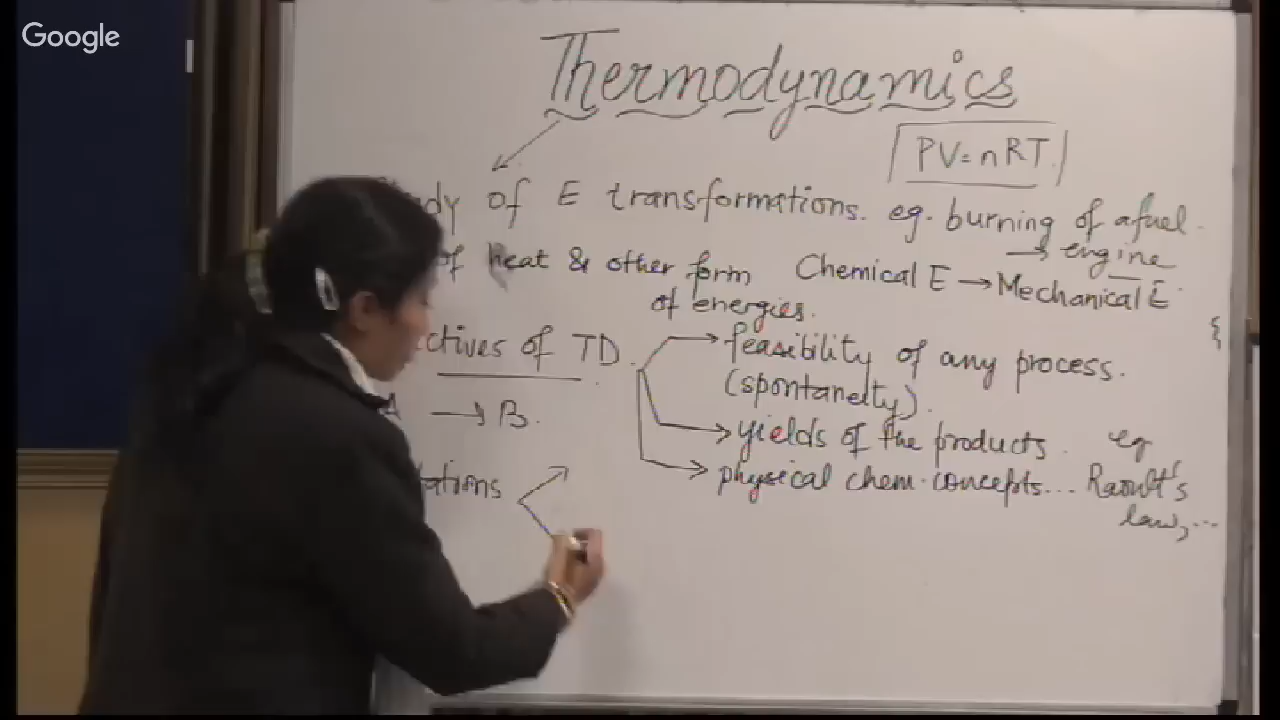 Google
Thermodynamics
PV = nRT.
of E transformations. eg. burning of a fuel.
→ engine
of heat & other form
of energies.
Chemical E → Mechanical E
of TD
→ feasibility of any process.
(spontaneity).
A → B.
→ yields of the products.
→ physical chem. concepts... eg Raoult's
law,...